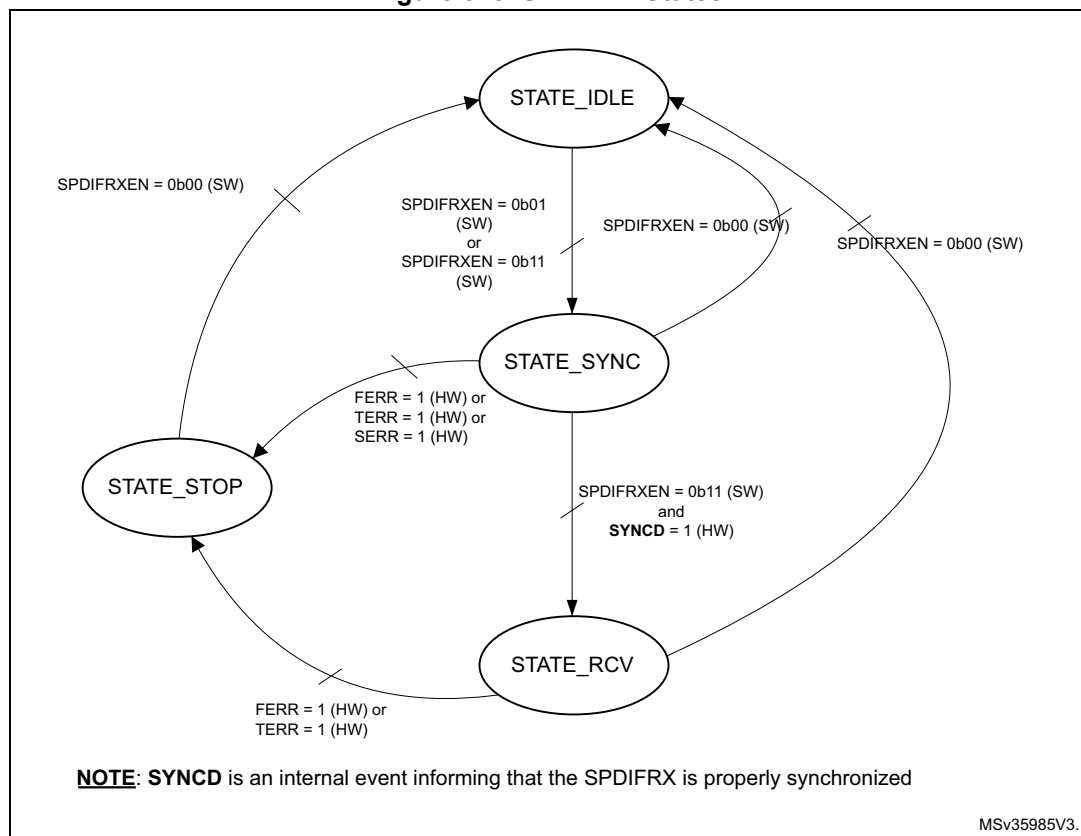 STATE_IDLE
SPDIFRXEN = 0b00 (SW)
SPDIFRXEN = 0b01
(SW)
or
SPDIFRXEN = 0b11
(SW)
SPDIFRXEN = 0b00 (SW)
SPDIFRXEN = 0b00 (SW)
STATE_SYNC
FERR = 1 (HW) or
TERR = 1 (HW) or
SERR = 1 (HW)
STATE_STOP
SPDIFRXEN = 0b11 (SW)
and
SYNCD = 1 (HW)
STATE_RCV
FERR = 1 (HW) or
TERR = 1 (HW)
NOTE: SYNCD is an internal event informing that the SPDIFRX is properly synchronized
MSv35985V3.